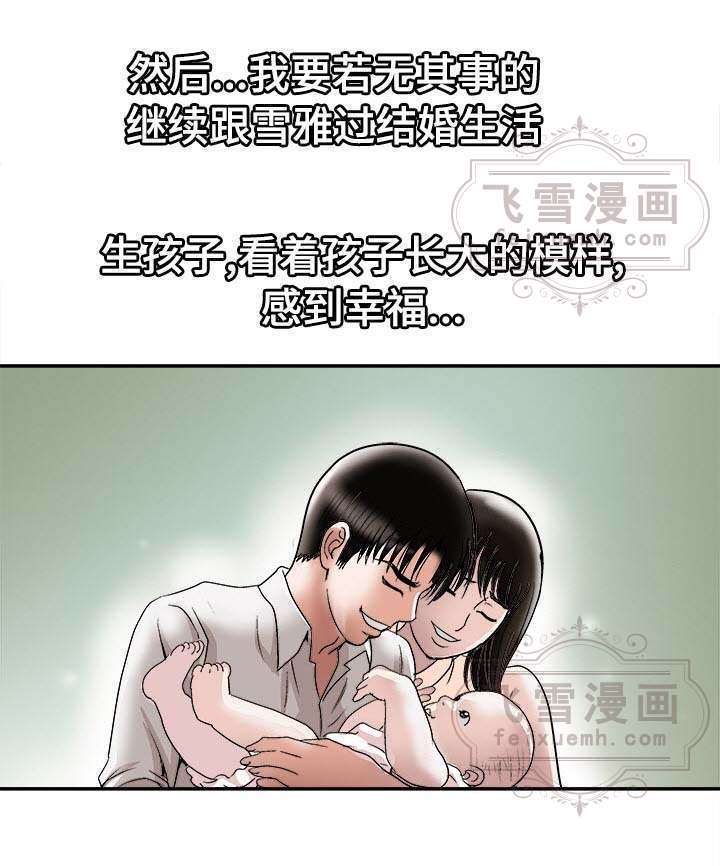 然后...我要若无其事的
继续跟雪雅过结婚生活
飞雪漫画
feixuemh.com
生孩子,看着孩子长大的模样,
感到幸福...
飞雪漫画
feixuemh.com